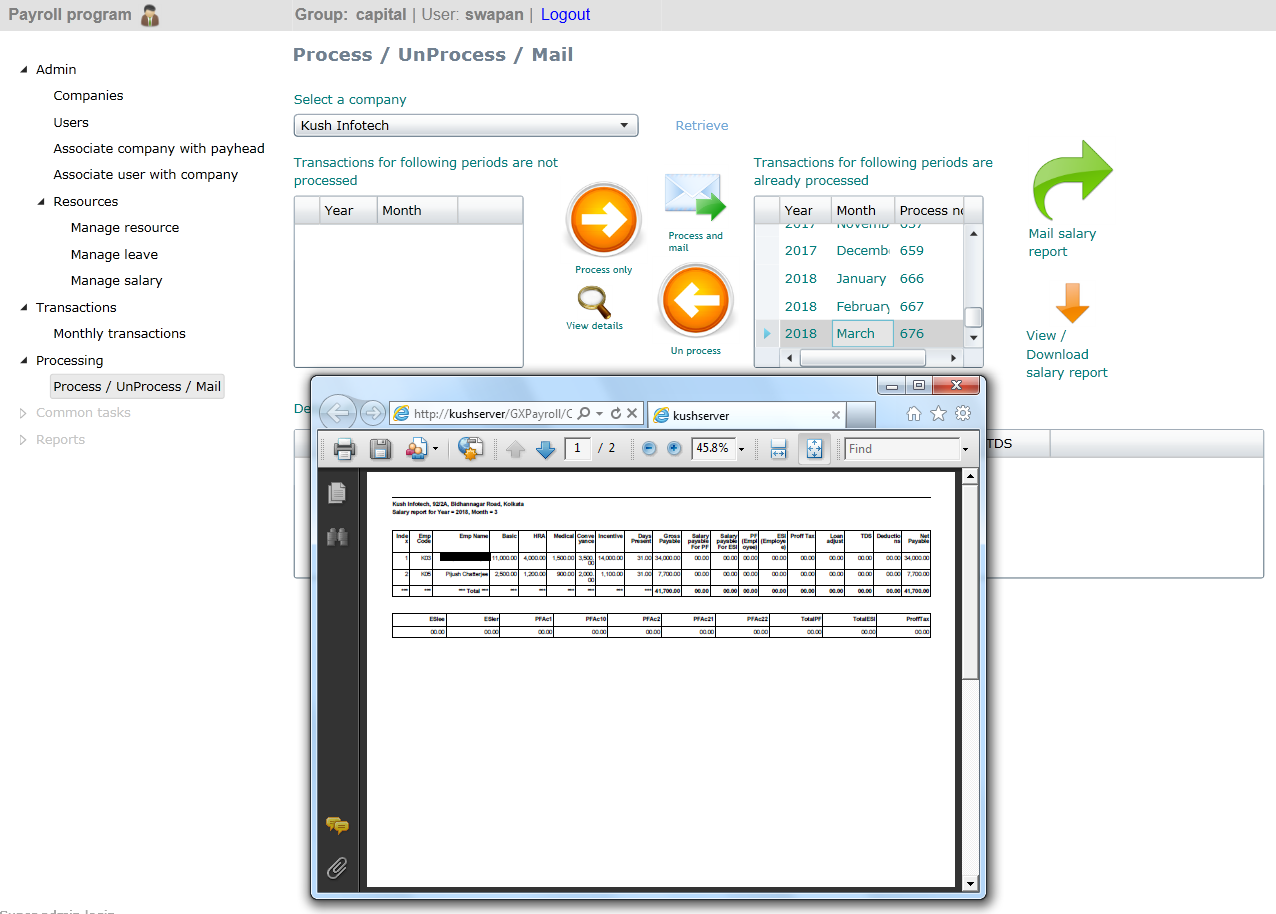 Payroll program
Group: capital | User: swapan | Logout
Process / UnProcess / Mail
Admin
Companies
Users
Associate company with payhead
Associate user with company
Resources
Manage resource
Manage leave
Manage salary
Transactions
Monthly transactions
Processing
Process / UnProcess / Mail
Common tasks
Reports
Select a company
Kush Infotech
Retrieve
Transactions for following periods are not
processed
Year Month
Process only
View details
Process and
mail
Un process
Transactions for following periods are
already processed
Year Month Process no
2017 Novemb 657
2017 Decemb 659
2018 January 666
2018 February 667
2018 March 676
Mail salary
report
View /
Download
salary report
De
TDS
http://kushserver/GXPayroll/C
kushserver
1 / 2
45.8%
Find
Kush Infotech, 92/2A, Bidhannagar Road, Kolkata
Salary report for Year = 2018, Month = 3
Inde
x Emp
Code Emp Name Basic HRA Medical Conve
yance Incentive Days
Present Gross
Payable Salary
payable
For PF Salary
payable
For ESI PF
(Empl
oyee) ESI
(Employe
e) Proff Tax Loan
adjust TDS Deductio
ns Net
Payable
1 K03 11,000.00 4,000.00 1,500.00 3,500.
00 14,000.00 31.00 34,000.00 00.00 00.00 00.00 00.00 00.00 00.00 00.00 00.00 34,000.00
2 K05 Pijush Chatterjee 2,500.00 1,200.00 900.00 2,000.
00 1,100.00 31.00 7,700.00 00.00 00.00 00.00 00.00 00.00 00.00 00.00 00.00 7,700.00
*** *** *** Total *** *** *** *** *** *** *** 41,700.00 00.00 00.00 00.00 00.00 00.00 00.00 00.00 00.00 41,700.00
ESIee ESIer PFAc1 PFAc10 PFAc2 PFAc21 PFAc22 TotalPF TotalESI ProffTax
00.00 00.00 00.00 00.00 00.00 00.00 00.00 00.00 00.00 00.00
Super admin login